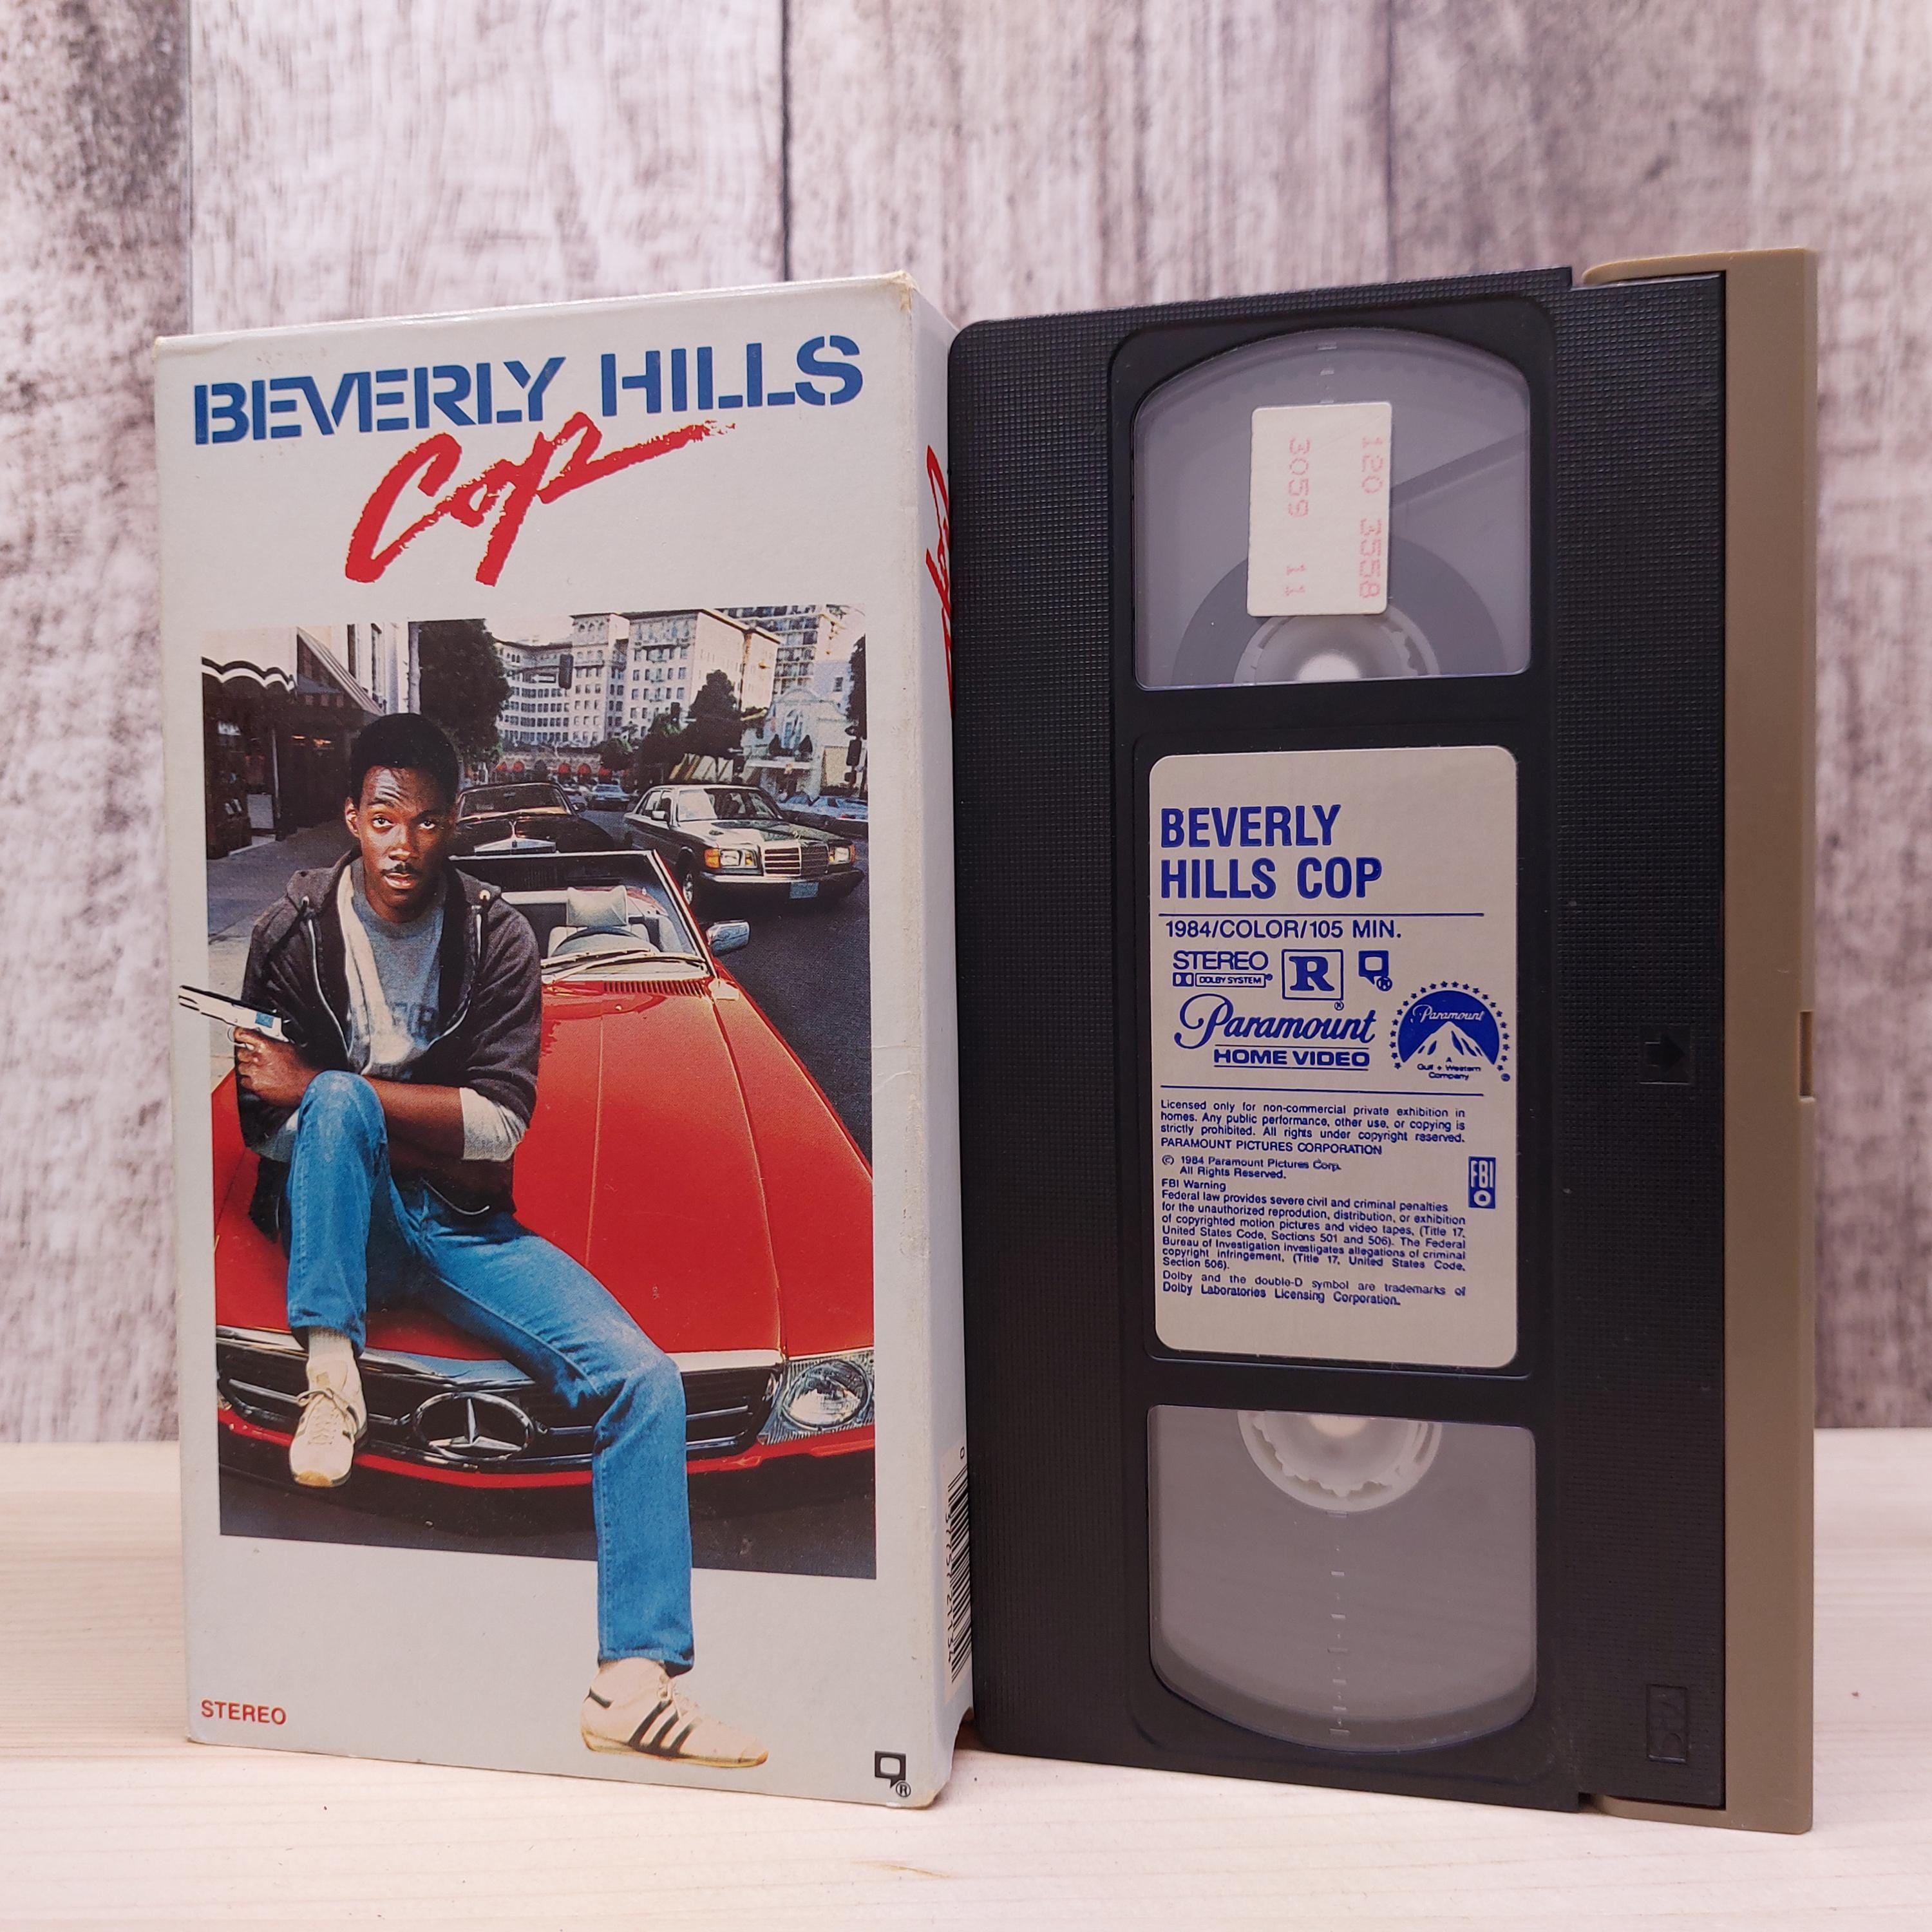 BEVERLY HILLS
Cop
STEREO
120 3558
3059 11
BEVERLY
HILLS COP
1984/COLOR/105 MIN.
STEREO
DOLBY SYSTEM®
R
®
®
Paramount
HOME VIDEO
Paramount
A
Gulf + Western
Company
®
Licensed only for non-commercial private exhibition in
homes. Any public performance, other use, or copying is
strictly prohibited. All rights under copyright reserved.
PARAMOUNT PICTURES CORPORATION
© 1984 Paramount Pictures Corp.
All Rights Reserved.
FBI
FBI Warning
Federal law provides severe civil and criminal penalties
for the unauthorized reprodution, distribution, or exhibition
of copyrighted motion pictures and video tapes, (Title 17,
United States Code, Sections 501 and 506). The Federal
Bureau of Investigation investigates allegations of criminal
copyright infringement, (Title 17, United States Code,
Section 506).
Dolby and the double-D symbol are trademarks of
Dolby Laboratories Licensing Corporation.
®